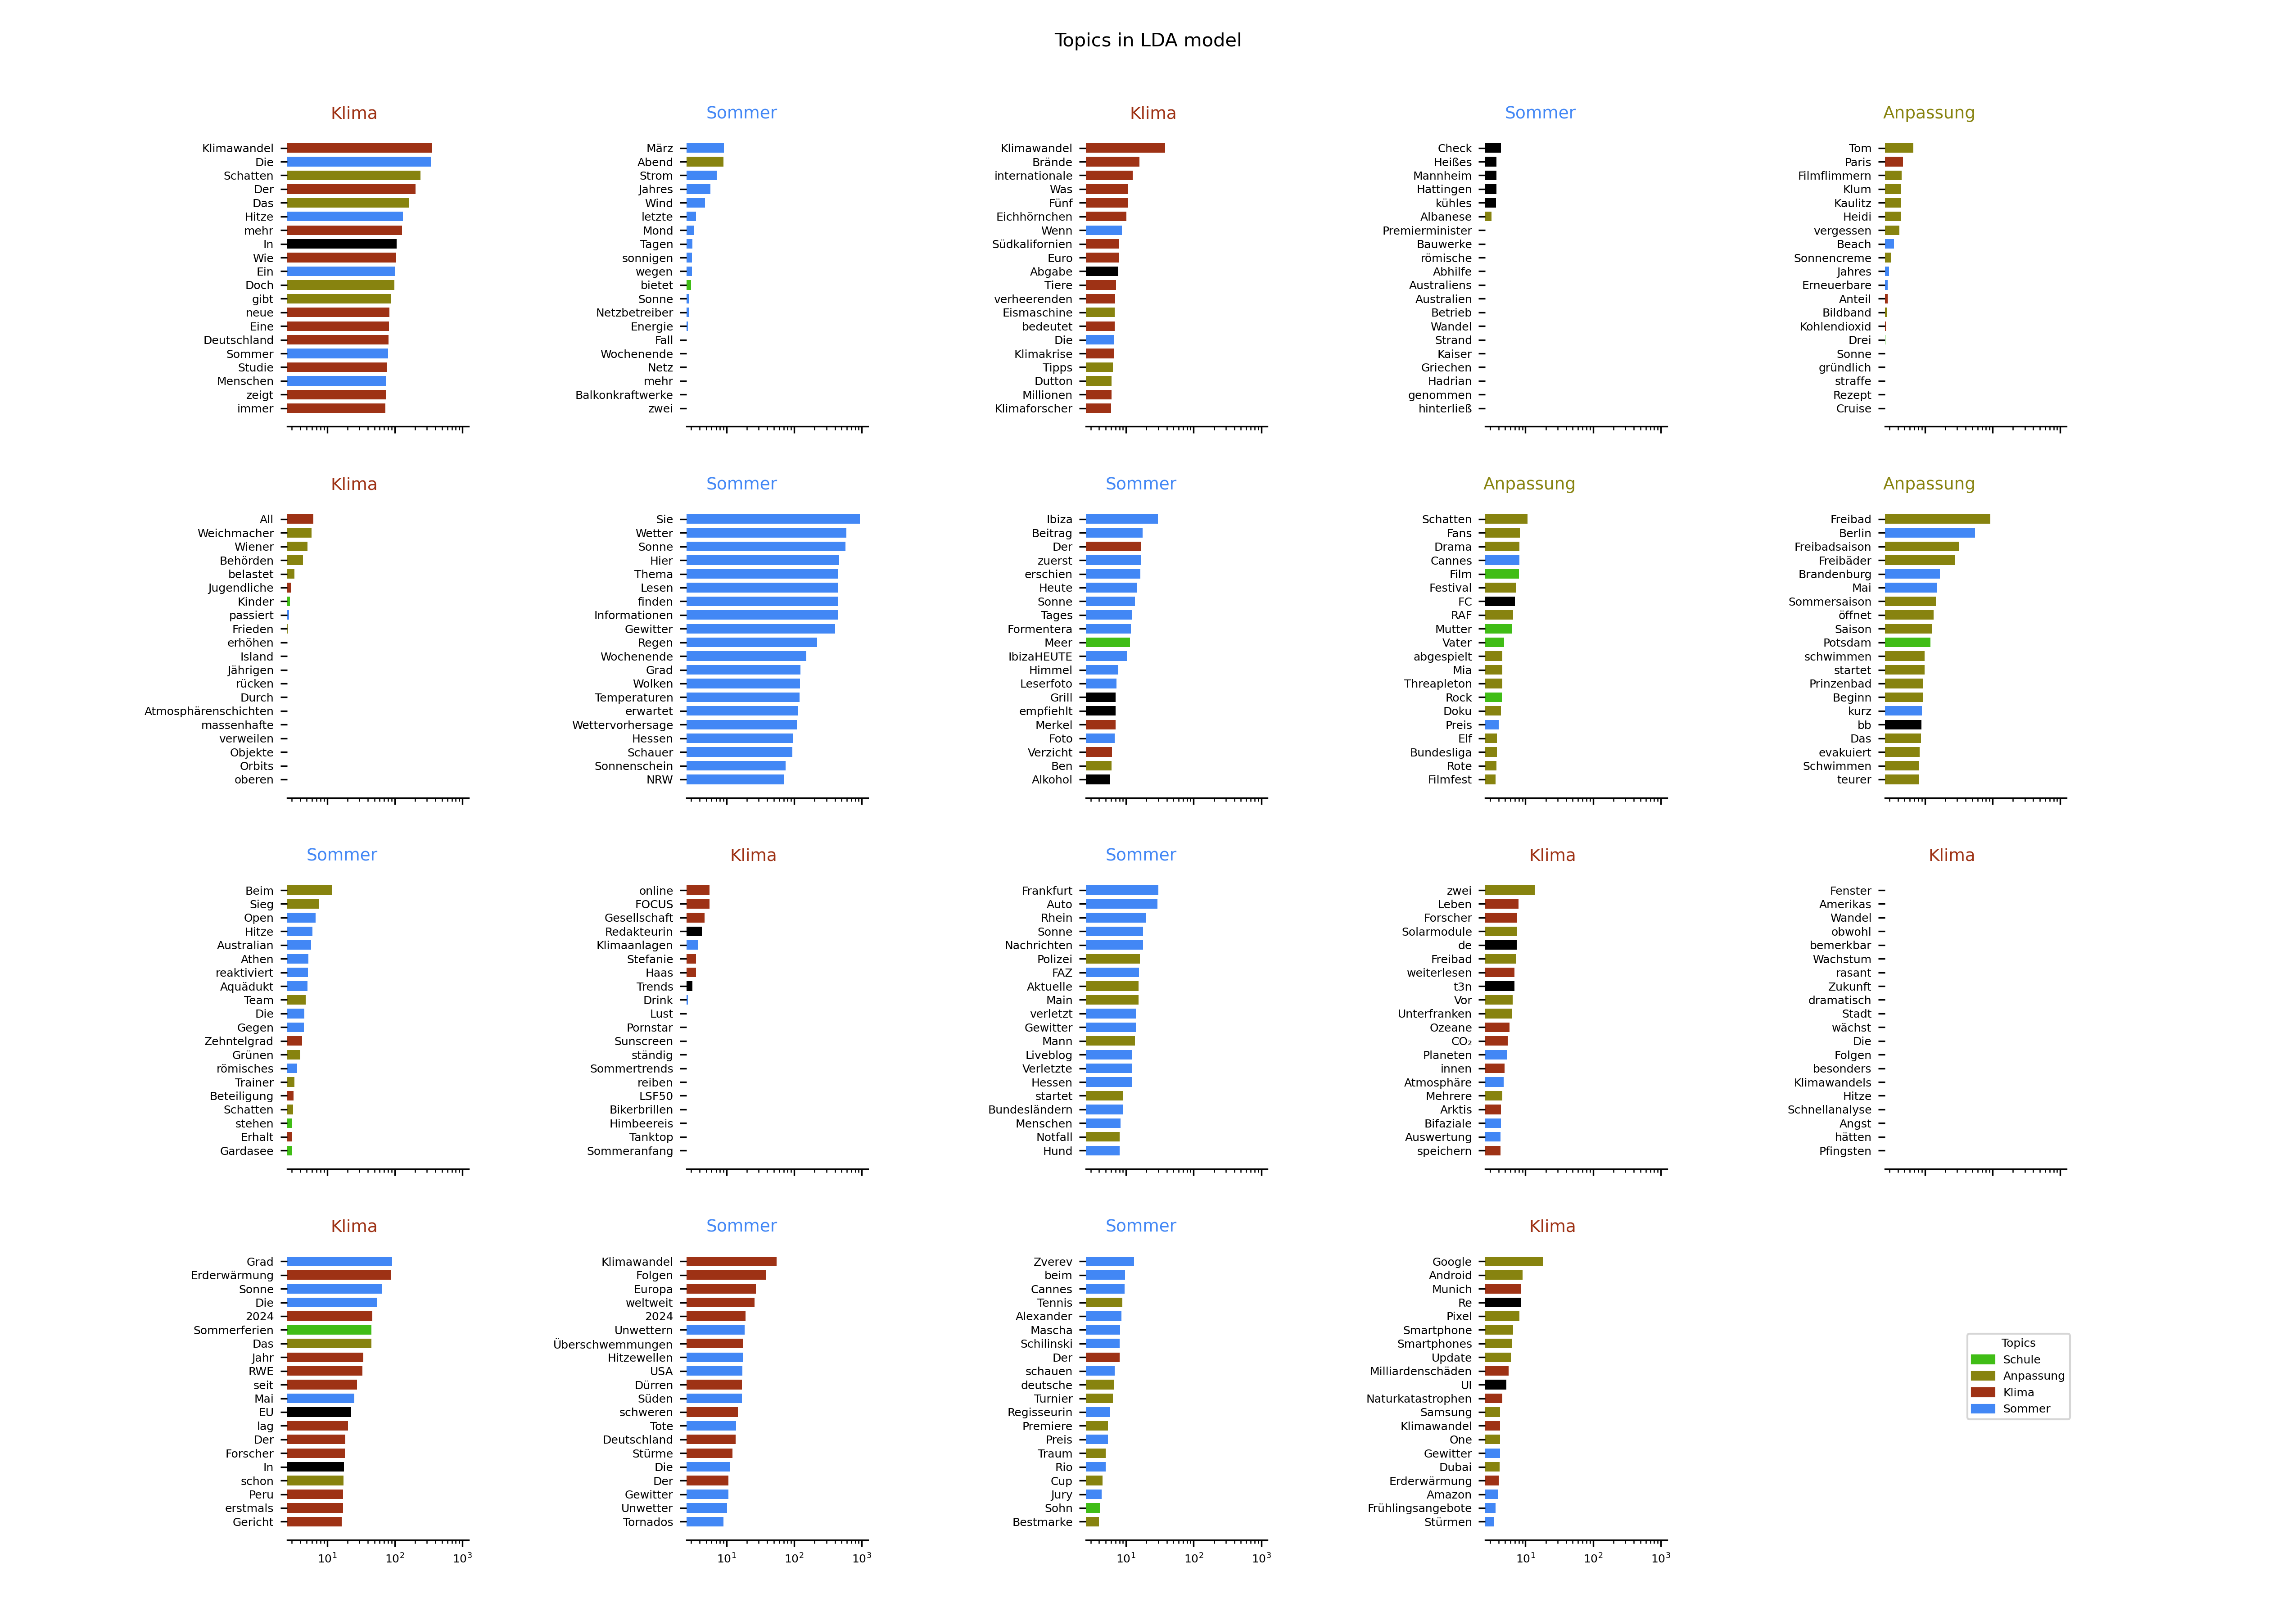 Topics in LDA model
Klima
Klimawandel
Die
Schatten
Der
Das
Hitze
mehr
In
Wie
Ein
Doch
gibt
neue
Eine
Deutschland
Sommer
Studie
Menschen
zeigt
immer
Sommer
März
Abend
Strom
Jahres
Wind
letzte
Mond
Tagen
sonnigen
wegen
bietet
Sonne
Netzbetreiber
Energie
Fall
Wochenende
Netz
mehr
Balkonkraftwerke
zwei
Klima
Klimawandel
Brände
internationale
Was
Fünf
Eichhörnchen
Wenn
Südkalifornien
Euro
Abgabe
Tiere
verheerenden
Eismaschine
bedeutet
Die
Klimakrise
Tipps
Dutton
Millionen
Klimaforscher
Sommer
Check
Heißes
Mannheim
Hattingen
kühles
Albanese
Premierminister
Bauwerke
römische
Abhilfe
Australiens
Australien
Betrieb
Wandel
Strand
Kaiser
Griechen
Hadrian
genommen
hinterließ
Anpassung
Tom
Paris
Filmflimmern
Klum
Kaulitz
Heidi
vergessen
Beach
Sonnencreme
Jahres
Erneuerbare
Anteil
Bildband
Kohlendioxid
Drei
Sonne
gründlich
straffe
Rezept
Cruise
Klima
All
Weichmacher
Wiener
Behörden
belastet
Jugendliche
Kinder
passiert
Frieden
erhöhen
Island
Jährigen
rücken
Durch
Atmosphärenschichten
massenhafte
verweilen
Objekte
Orbits
oberen
Sommer
Sie
Wetter
Sonne
Hier
Thema
Lesen
finden
Informationen
Gewitter
Regen
Wochenende
Grad
Wolken
Temperaturen
erwartet
Wettervorhersage
Hessen
Schauer
Sonnenschein
NRW
Sommer
Ibiza
Beitrag
Der
zuerst
erschien
Heute
Sonne
Tages
Formentera
Meer
IbizaHEUTE
Himmel
Leserfoto
Grill
empfiehlt
Merkel
Foto
Verzicht
Ben
Alkohol
Anpassung
Schatten
Fans
Drama
Cannes
Film
Festival
FC
RAF
Mutter
Vater
abgespielt
Mia
Threapleton
Rock
Doku
Preis
Elf
Bundesliga
Rote
Filmfest
Anpassung
Freibad
Berlin
Freibadsaison
Freibäder
Brandenburg
Mai
Sommersaison
öffnet
Saison
Potsdam
schwimmen
startet
Prinzenbad
Beginn
kurz
bb
Das
evakuiert
Schwimmen
teurer
Sommer
Beim
Sieg
Open
Hitze
Australian
Athen
reaktiviert
Aquädukt
Team
Die
Gegen
Zehntelgrad
Grünen
römisches
Trainer
Beteiligung
Schatten
stehen
Erhalt
Gardasee
Klima
online
FOCUS
Gesellschaft
Redakteurin
Klimaanlagen
Stefanie
Haas
Trends
Drink
Lust
Pornstar
Sunscreen
ständig
Sommertrends
reiben
LSF50
Bikerbrillen
Himbeereis
Tanktop
Sommeranfang
Sommer
Frankfurt
Auto
Rhein
Sonne
Nachrichten
Polizei
FAZ
Aktuelle
Main
verletzt
Gewitter
Mann
Liveblog
Verletzte
Hessen
startet
Bundesländern
Menschen
Notfall
Hund
Klima
zwei
Leben
Forscher
Solarmodule
de
Freibad
weiterlesen
t3n
Vor
Unterfranken
Ozeane
CO₂
Planeten
innen
Atmosphäre
Mehrere
Arktis
Bifaziale
Auswertung
speichern
Klima
Fenster
Amerikas
Wandel
obwohl
bemerkbar
Wachstum
rasant
Zukunft
dramatisch
Stadt
wächst
Die
Folgen
besonders
Klimawandels
Hitze
Schnellanalyse
Angst
hätten
Pfingsten
Klima
Grad
Erderwärmung
Sonne
Die
2024
Sommerferien
Das
Jahr
RWE
seit
Mai
EU
lag
Der
Forscher
In
schon
Peru
erstmals
Gericht
10¹ 10² 10³
Sommer
Klimawandel
Folgen
Europa
weltweit
2024
Unwettern
Überschwemmungen
Hitzewellen
USA
Dürren
Süden
schweren
Tote
Deutschland
Stürme
Die
Der
Gewitter
Unwetter
Tornados
10¹ 10² 10³
Sommer
Zverev
beim
Cannes
Tennis
Alexander
Mascha
Schilinski
Der
schauen
deutsche
Turnier
Regisseurin
Premiere
Preis
Traum
Rio
Cup
Jury
Sohn
Bestmarke
10¹ 10² 10³
Klima
Google
Android
Munich
Re
Pixel
Smartphone
Smartphones
Update
Milliardenschäden
UI
Naturkatastrophen
Samsung
Klimawandel
One
Gewitter
Dubai
Erderwärmung
Amazon
Frühlingsangebote
Stürmen
10¹ 10² 10³
Topics
Schule
Anpassung
Klima
Sommer